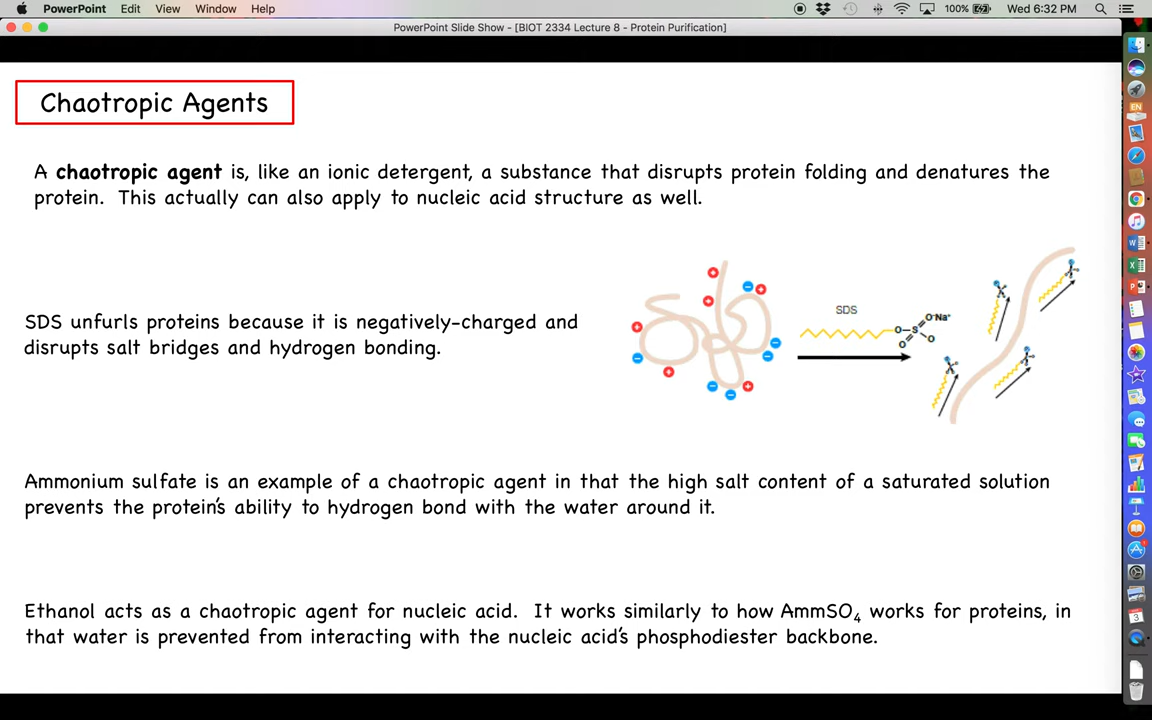 PowerPoint Edit View Window Help 100% Wed 6:32 PM
PowerPoint Slide Show - [BIOT 2334 Lecture 8 - Protein Purification]
Chaotropic Agents
A chaotropic agent is, like an ionic detergent, a substance that disrupts protein folding and denatures the
protein. This actually can also apply to nucleic acid structure as well.
SDS unfurls proteins because it is negatively-charged and
disrupts salt bridges and hydrogen bonding.
SDS
O⁻Na⁺
O-S
O
O
Ammonium sulfate is an example of a chaotropic agent in that the high salt content of a saturated solution
prevents the protein's ability to hydrogen bond with the water around it.
Ethanol acts as a chaotropic agent for nucleic acid. It works similarly to how AmmSO₄ works for proteins, in
that water is prevented from interacting with the nucleic acid's phosphodiester backbone.